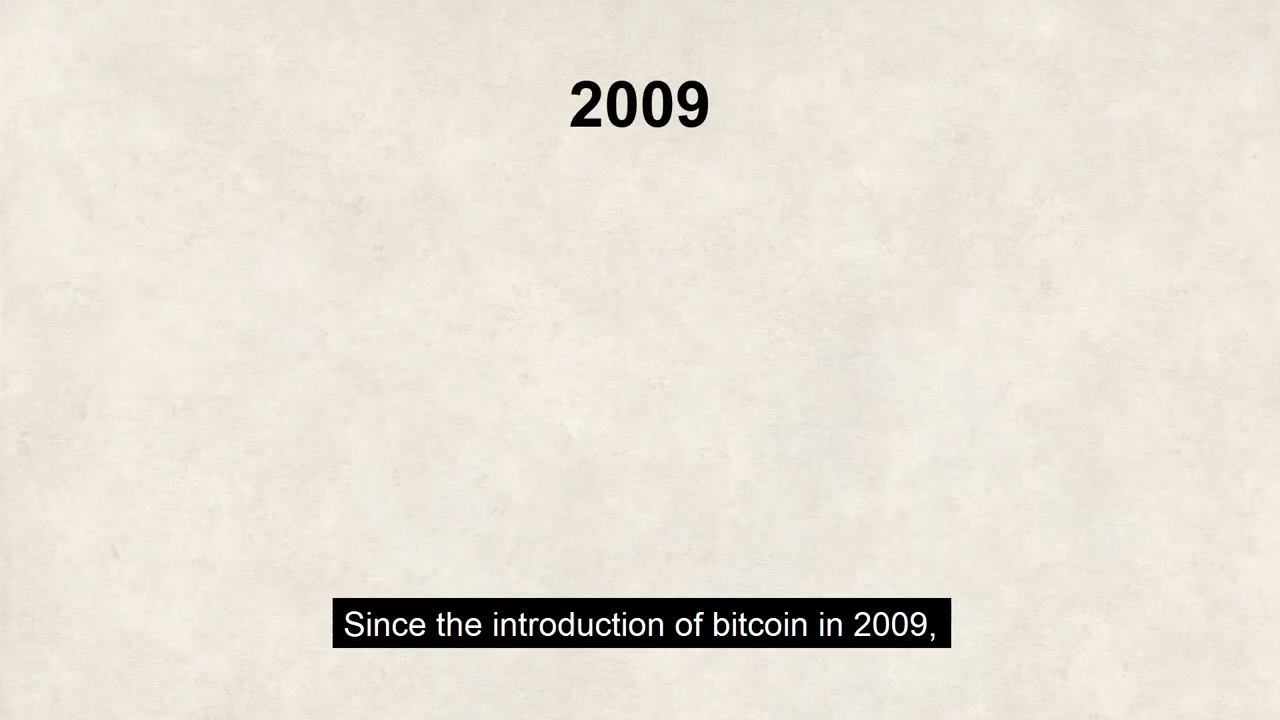 2009
Since the introduction of bitcoin in 2009,